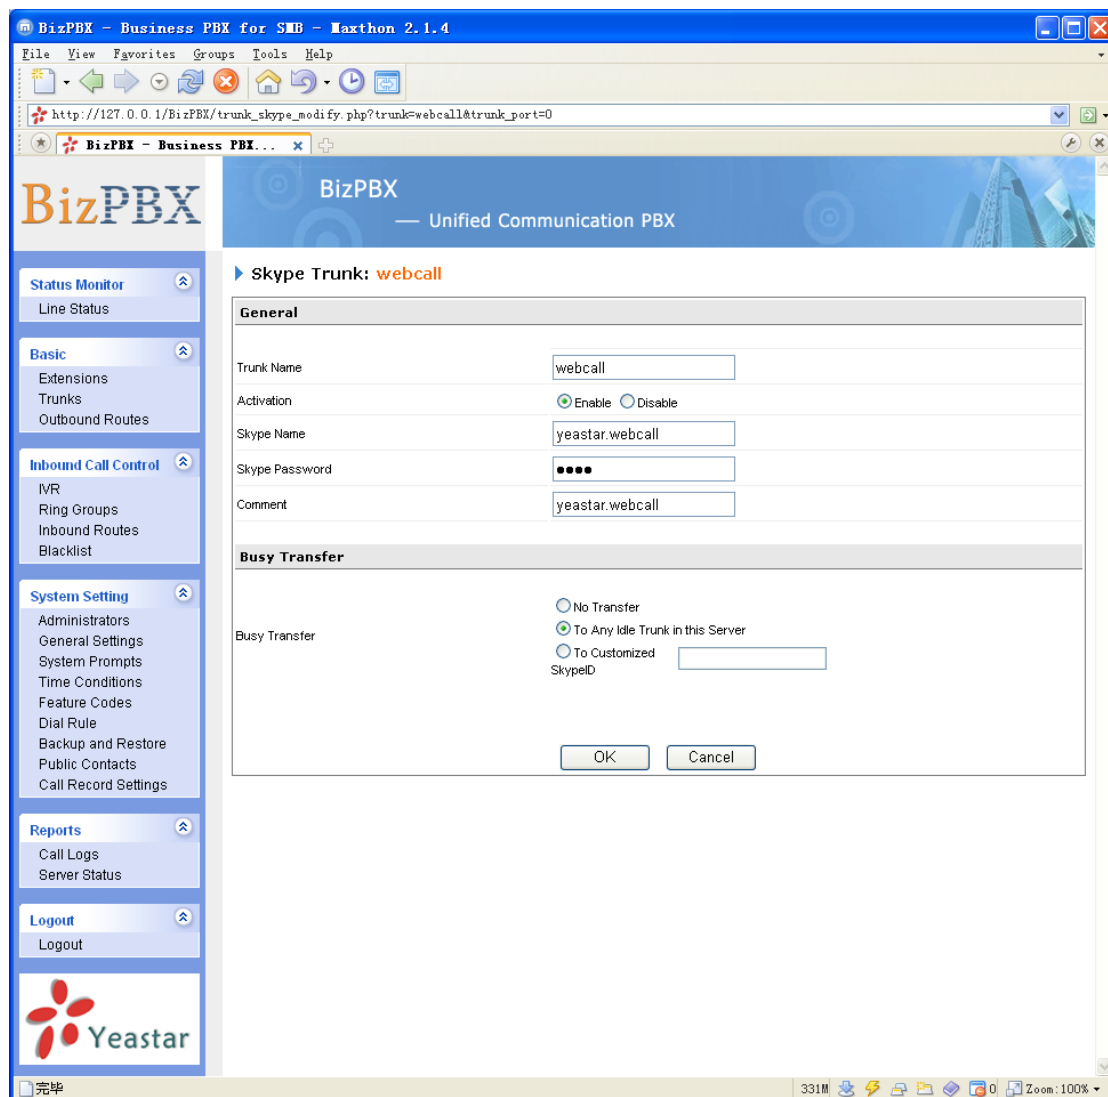 BizPBX - Business PBX for SMB - Maxthon 2.1.4
File View Favorites Groups Tools Help
http://127.0.0.1/BizPBX/trunk_skype_modify.php?trunk=webcall&trunk_port=0
BizPBX - Business PBX...
BizPBX
BizPBX
— Unified Communication PBX
Status Monitor
Line Status
Basic
Extensions
Trunks
Outbound Routes
Inbound Call Control
IVR
Ring Groups
Inbound Routes
Blacklist
System Setting
Administrators
General Settings
System Prompts
Time Conditions
Feature Codes
Dial Rule
Backup and Restore
Public Contacts
Call Record Settings
Reports
Call Logs
Server Status
Logout
Logout
Yeastar
Skype Trunk: webcall
General
Trunk Name webcall
Activation Enable Disable
Skype Name yeastar.webcall
Skype Password ●●●●
Comment yeastar.webcall
Busy Transfer
Busy Transfer
No Transfer
To Any Idle Trunk in this Server
To Customized
SkypeID
OK Cancel
完毕 331M 0 Zoom:100%